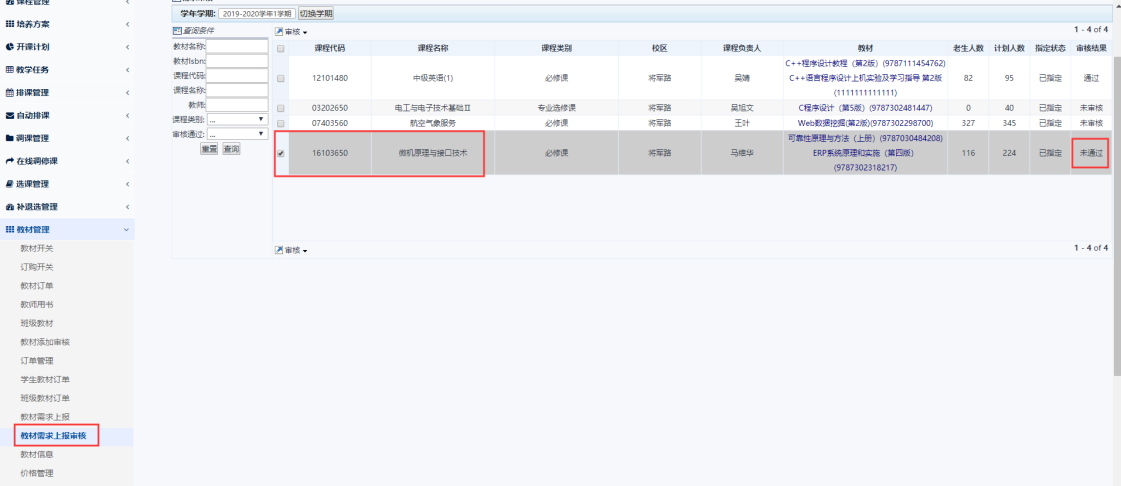 课程管理
培养方案
开课计划
教学任务
排课管理
自动排课
调课管理
在线调停课
选课管理
补退选管理
教材管理
教材开关
订购开关
教材订单
教师用书
班级教材
教材添加审核
订单管理
学生教材订单
班级教材订单
教材需求上报
教材需求上报审核
教材信息
价格管理
学年学期: 2019-2020学年1学期 切换学期
查询条件
教材名称:
教材Isbn:
课程代码:
课程名称:
教师:
课程类别: ...
审核通过: ...
重置 查询
审核 1 - 4 of 4
课程代码 课程名称 课程类别 校区 课程负责人 教材 老生人数 计划人数 指定状态 审核结果
12101480 中级英语(1) 必修课 将军路 吴婧 C++程序设计教程（第2版）(9787111454762) 82 95 已指定 通过
C++语言程序设计上机实验及学习指导 第2版
(1111111111111)
03202650 电工与电子技术基础Ⅱ 专业选修课 将军路 吴旭文 C程序设计（第5版）(9787302481447) 0 40 已指定 未审核
07403560 航空气象服务 必修课 将军路 王叶 Web数据挖掘(第2版)(9787302298700) 327 345 已指定 未审核
16103650 微机原理与接口技术 必修课 将军路 马维华 可靠性原理与方法（上册）(9787030484208) 116 224 已指定 未通过
ERP系统原理和实施（第四版）
(9787302318217)
审核 1 - 4 of 4